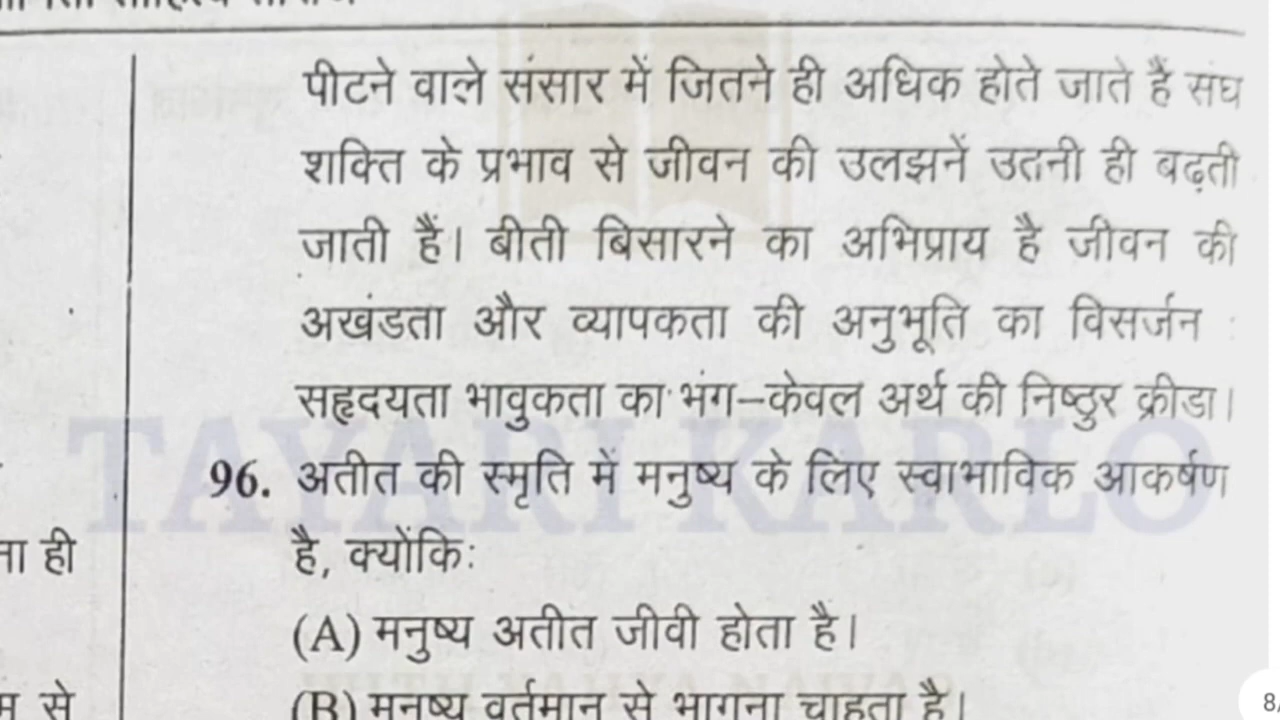 पीटने वाले संसार में जितने ही अधिक होते जाते हैं संघ
शक्ति के प्रभाव से जीवन की उलझनें उतनी ही बढ़ती
जाती हैं। बीती बिसारने का अभिप्राय है जीवन की
अखंडता और व्यापकता की अनुभूति का विसर्जन :
सहृदयता भावुकता का भंग–केवल अर्थ की निष्ठुर क्रीडा।
TAYARI KARLO
96. अतीत की स्मृति में मनुष्य के लिए स्वाभाविक आकर्षण
ना ही
है, क्योंकि:
(A) मनुष्य अतीत जीवी होता है।
से
(B) मनुष्य वर्तमान से भागना चाहता है।
8/